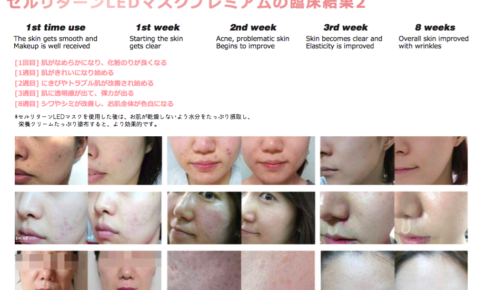 セルリターンLEDマスクプレミアムの臨床結果2
1st time use
The skin gets smooth and
Makeup is well received
1st week
Starting the skin
gets clear
2nd week
Acne, problematic skin
Begins to improve
3rd week
Skin becomes clear and
Elasticity is improved
8 weeks
Overall skin improved
with wrinkles
[1回目] 肌がなめらかになり、化粧のりが良くなる
[1週目] 肌がきれいになり始める
[2週目] にきびやトラブル肌が改善され始める
[3週目] 肌に透明感が出て、弾力が出る
[8週目] シワやシミが改善し、お肌全体が色白になる
*セルリターンLEDマスクを使用した後は、お肌が乾燥しないよう水分をたっぷり摂取し、
栄養クリームたっぷり塗布すると、より効果的です。